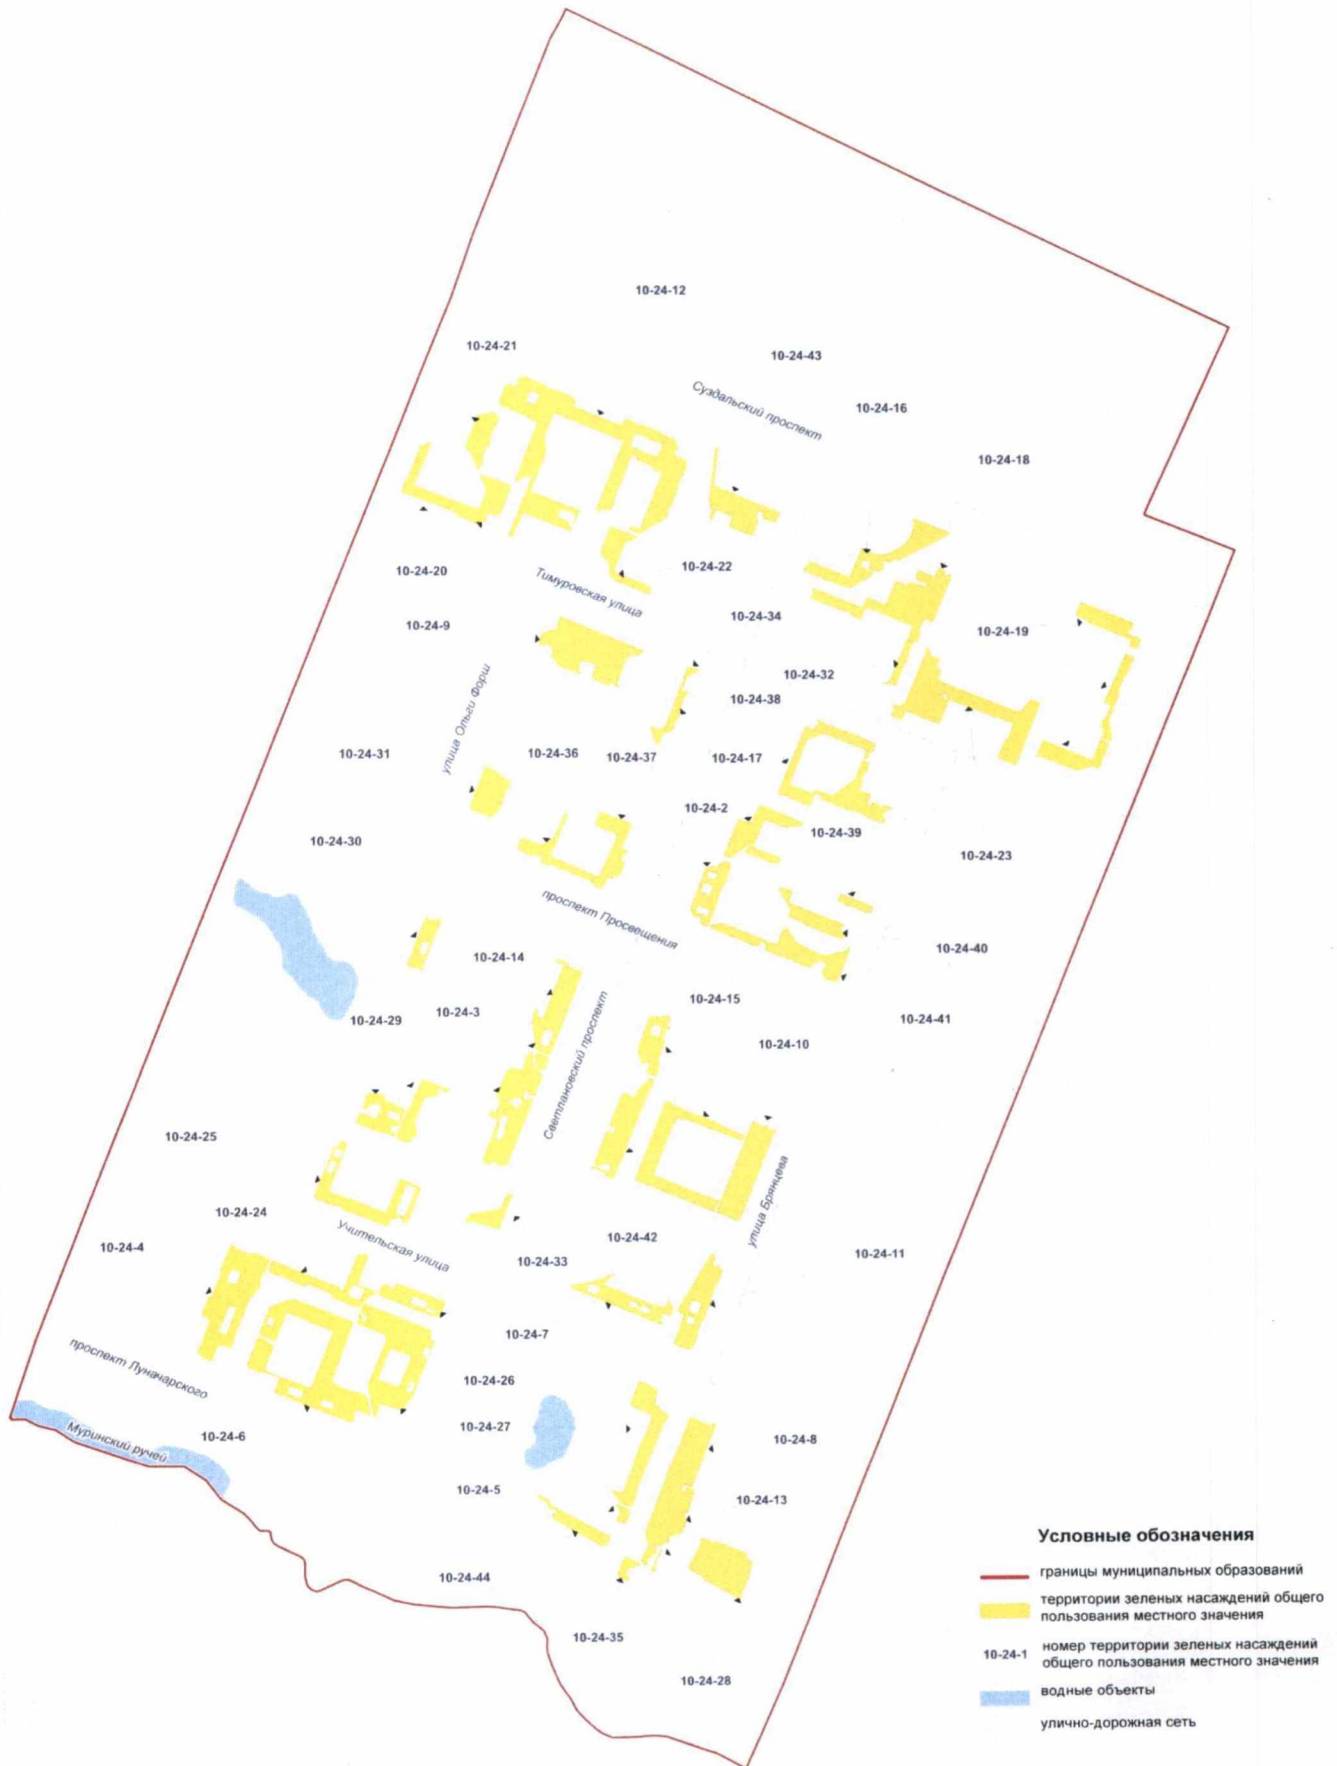 10-24-12
10-24-21
10-24-43
Суздальский проспект
10-24-16
10-24-18
10-24-20
10-24-22
Тимуровская улица
10-24-9
10-24-34
10-24-19
10-24-32
10-24-38
улица Ольги Форш
10-24-31
10-24-36
10-24-37
10-24-17
10-24-2
10-24-39
10-24-30
10-24-23
проспект Просвещения
10-24-40
10-24-14
10-24-15
10-24-3
10-24-29
10-24-41
10-24-10
Светлановский проспект
10-24-25
улица Брянцева
10-24-24
Учительская улица
10-24-42
10-24-4
10-24-33
10-24-11
10-24-7
проспект Луначарского
10-24-26
10-24-27
Муринский ручей
10-24-6
10-24-8
10-24-5
10-24-13
10-24-44
10-24-35
10-24-28
Условные обозначения
границы муниципальных образований
территории зеленых насаждений общего
пользования местного значения
10-24-1
номер территории зеленых насаждений
общего пользования местного значения
водные объекты
улично-дорожная сеть